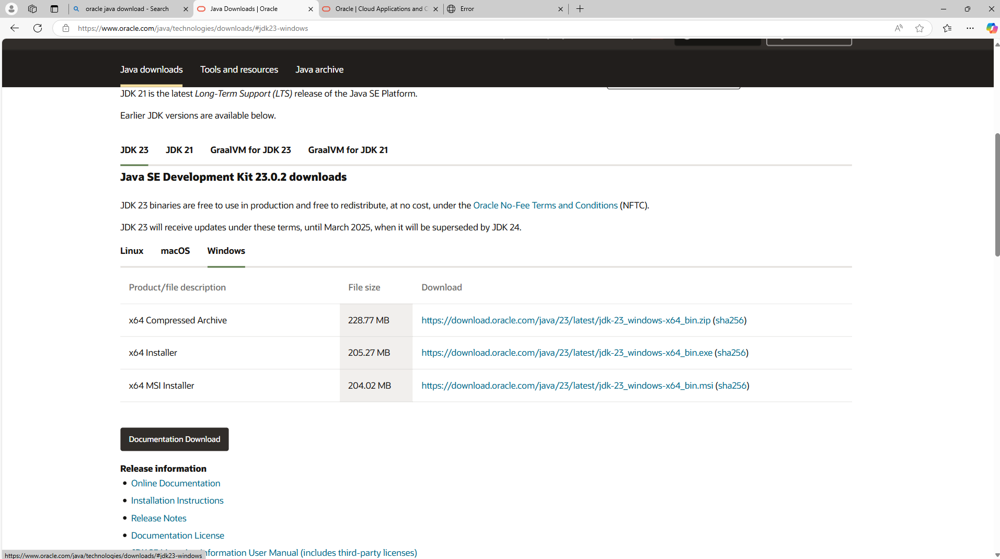 oracle java download - Search
Java Downloads | Oracle
Oracle | Cloud Applications and C
Error
https://www.oracle.com/java/technologies/downloads/#jdk23-windows
Java downloads
Tools and resources
Java archive
JDK 21 is the latest Long-Term Support (LTS) release of the Java SE Platform.
Earlier JDK versions are available below.
JDK 23
JDK 21
GraalVM for JDK 23
GraalVM for JDK 21
Java SE Development Kit 23.0.2 downloads
JDK 23 binaries are free to use in production and free to redistribute, at no cost, under the Oracle No-Fee Terms and Conditions (NFTC).
JDK 23 will receive updates under these terms, until March 2025, when it will be superseded by JDK 24.
Linux
macOS
Windows
Product/file description
File size
Download
x64 Compressed Archive
228.77 MB
https://download.oracle.com/java/23/latest/jdk-23_windows-x64_bin.zip (sha256)
x64 Installer
205.27 MB
https://download.oracle.com/java/23/latest/jdk-23_windows-x64_bin.exe (sha256)
x64 MSI Installer
204.02 MB
https://download.oracle.com/java/23/latest/jdk-23_windows-x64_bin.msi (sha256)
Documentation Download
Release information
Online Documentation
Installation Instructions
Release Notes
Documentation License
Information User Manual (includes third-party licenses)
https://www.oracle.com/java/technologies/downloads/#jdk23-windows